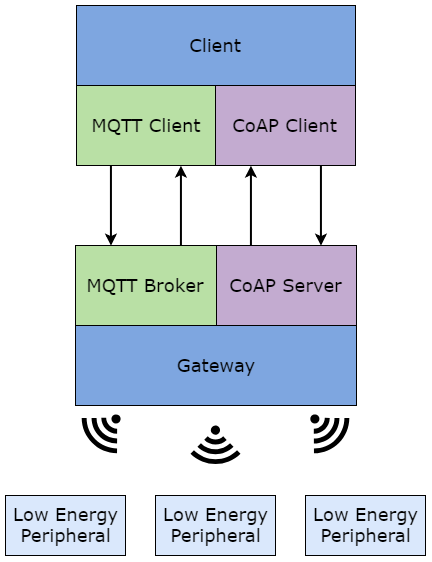 Client
MQTT Client
CoAP Client
MQTT Broker
CoAP Server
Gateway
Low Energy
Peripheral
Low Energy
Peripheral
Low Energy
Peripheral